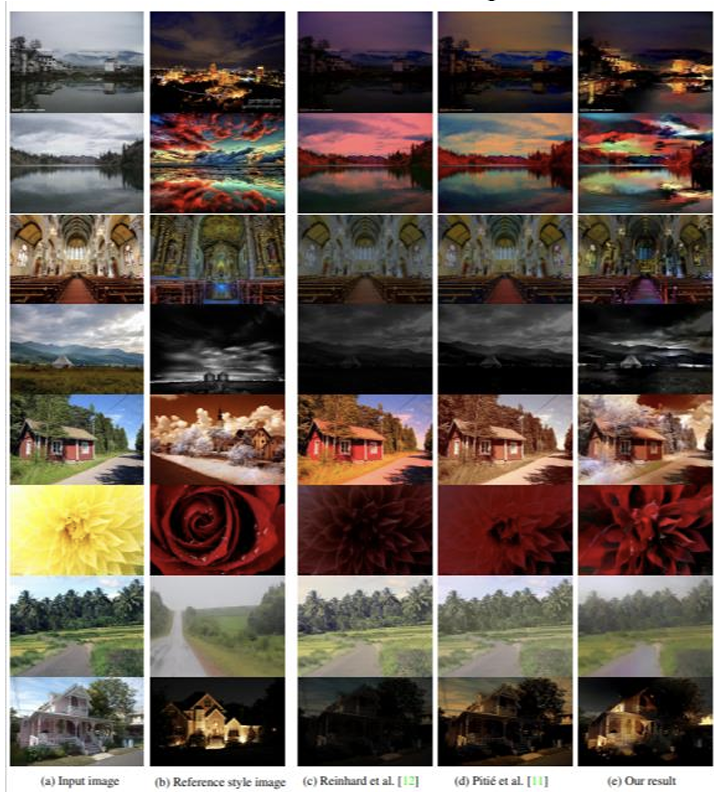 (a) Input image
(b) Reference style image
(c) Reinhard et al. [12]
(d) Pitié et al. [11]
(e) Our result